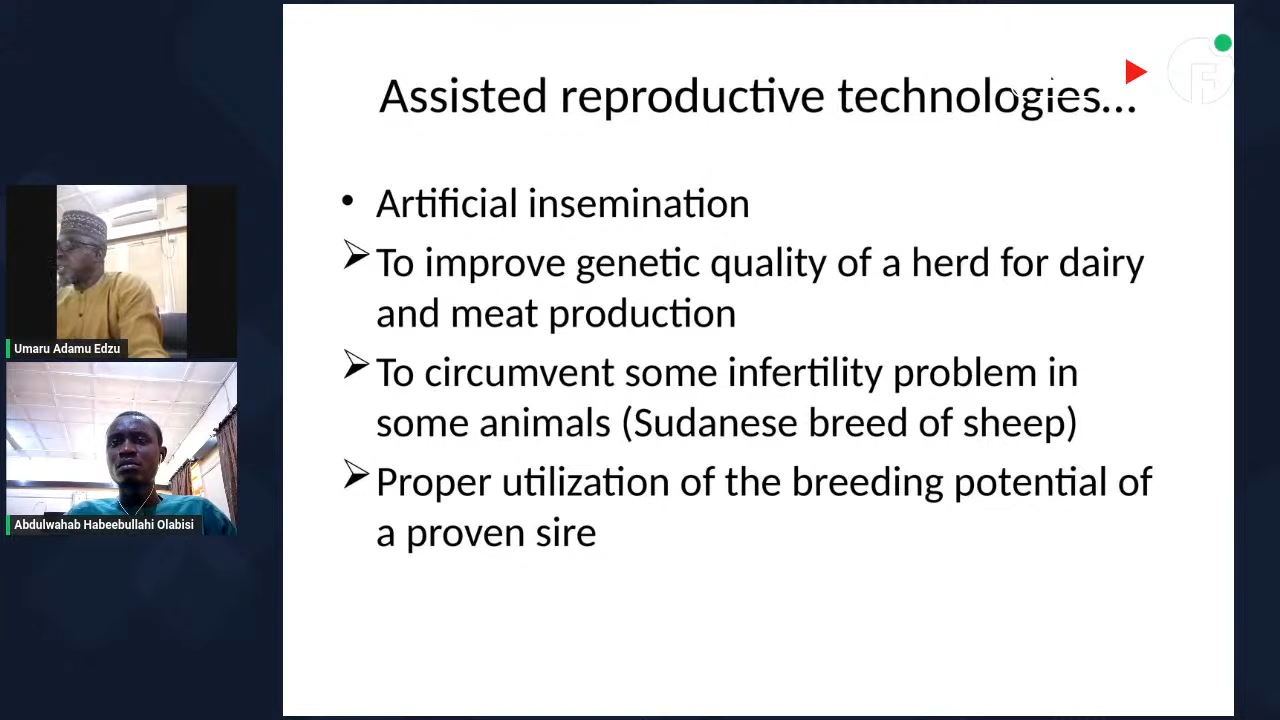 Assisted reproductive technologies...
• Artificial insemination
➢ To improve genetic quality of a herd for dairy
and meat production
➢ To circumvent some infertility problem in
some animals (Sudanese breed of sheep)
➢ Proper utilization of the breeding potential of
a proven sire
Umaru Adamu Edzu
Abdulwahab Habeebullahi Olabisi
F